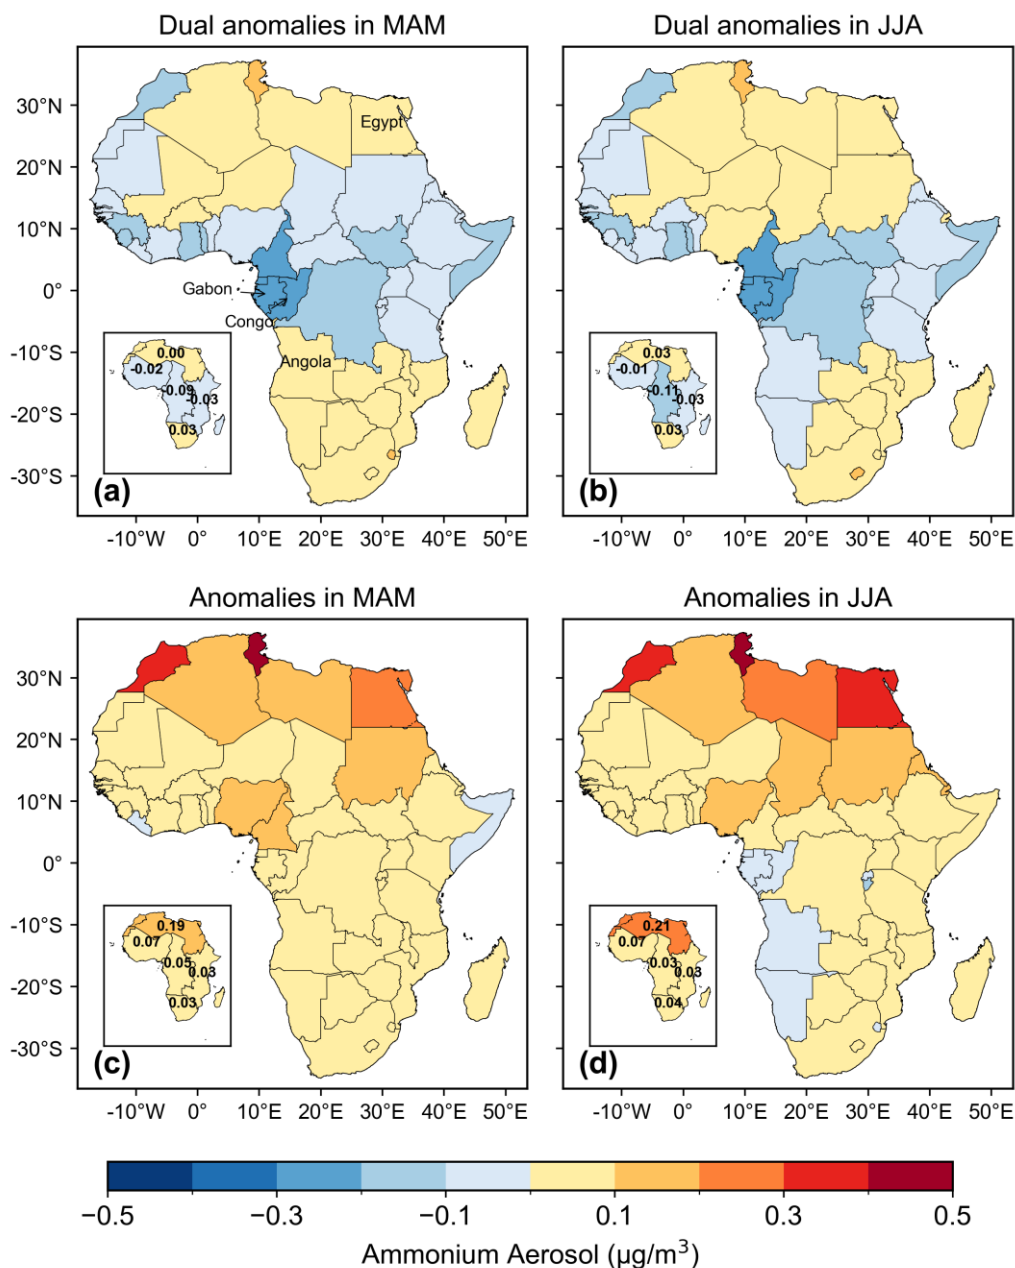 Dual anomalies in MAM
Dual anomalies in JJA
30°N
20°N
10°N
0°
-10°S
-20°S
-30°S
Egypt
Gabon
Congo
Angola
0.00
-0.02
-0.09
-0.03
0.03
(a)
0.03
-0.01
-0.11
-0.03
0.03
(b)
-10°W 0° 10°E 20°E 30°E 40°E 50°E
-10°W 0° 10°E 20°E 30°E 40°E 50°E
Anomalies in MAM
Anomalies in JJA
30°N
20°N
10°N
0°
-10°S
-20°S
-30°S
0.19
0.07
0.05
0.03
0.03
(c)
0.21
0.07
0.03
0.03
0.04
(d)
-10°W 0° 10°E 20°E 30°E 40°E 50°E
-10°W 0° 10°E 20°E 30°E 40°E 50°E
−0.5 −0.3 −0.1 0.1 0.3 0.5
Ammonium Aerosol (μg/m³)